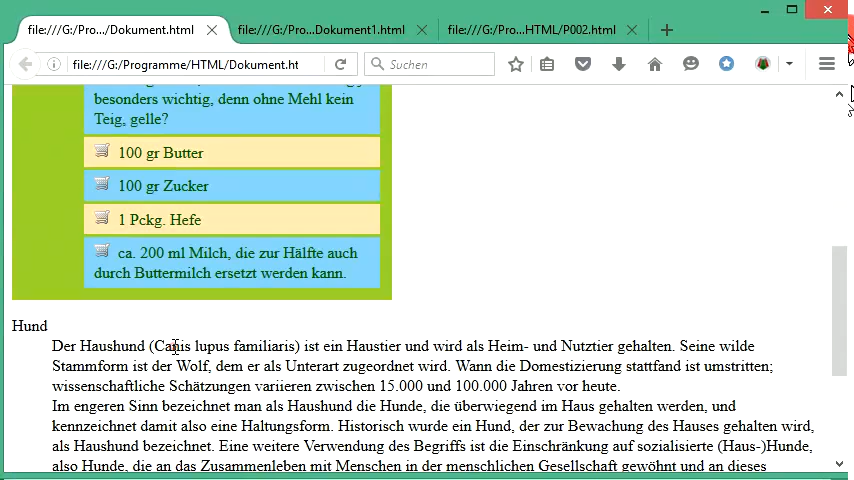 file:///G:/Pro.../Dokument.html
file:///G:/Pro...Dokument1.html
file:///G:/Pro...HTML/P002.html
file:///G:/Programme/HTML/Dokument.ht
Suchen
besonders wichtig, denn ohne Mehl kein
Teig, gelle?
100 gr Butter
100 gr Zucker
1 Pckg. Hefe
ca. 200 ml Milch, die zur Hälfte auch
durch Buttermilch ersetzt werden kann.
Hund
Der Haushund (Canis lupus familiaris) ist ein Haustier und wird als Heim- und Nutztier gehalten. Seine wilde
Stammform ist der Wolf, dem er als Unterart zugeordnet wird. Wann die Domestizierung stattfand ist umstritten;
wissenschaftliche Schätzungen variieren zwischen 15.000 und 100.000 Jahren vor heute.
Im engeren Sinn bezeichnet man als Haushund die Hunde, die überwiegend im Haus gehalten werden, und
kennzeichnet damit also eine Haltungsform. Historisch wurde ein Hund, der zur Bewachung des Hauses gehalten wird,
als Haushund bezeichnet. Eine weitere Verwendung des Begriffs ist die Einschränkung auf sozialisierte (Haus-)Hunde,
also Hunde, die an das Zusammenleben mit Menschen in der menschlichen Gesellschaft gewöhnt und an dieses